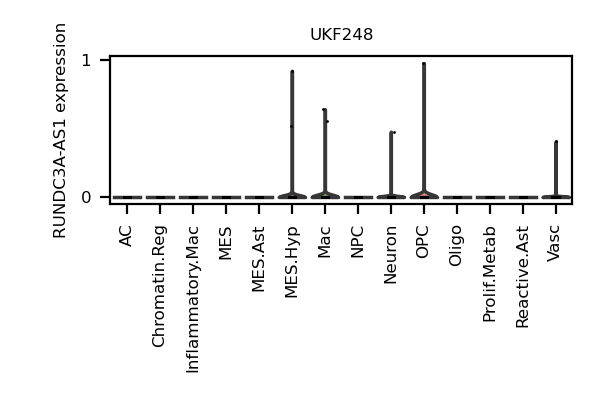 UKF248
RUNDC3A-AS1 expression
1
0
AC
Chromatin.Reg
Inflammatory.Mac
MES
MES.Ast
MES.Hyp
Mac
NPC
Neuron
OPC
Oligo
Prolif.Metab
Reactive.Ast
Vasc